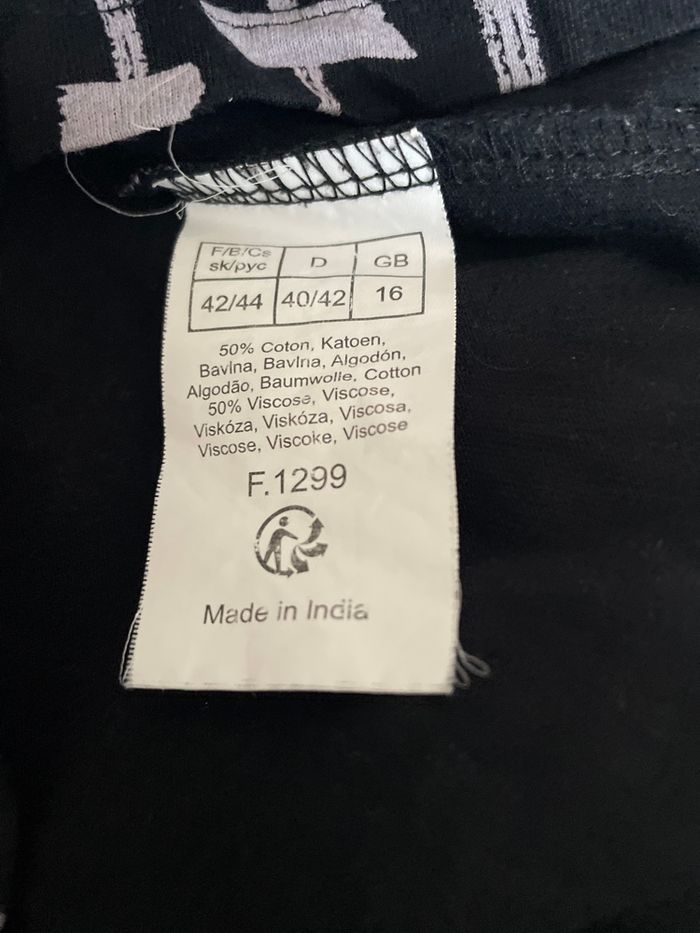 F/B/Cs D GB
sk/pyc
42/44 40/42 16
50% Coton, Katoen,
Bavlna, Bavlna, Algodón,
Algodão, Baumwolle, Cotton
50% Viscose, Viscose,
Viskóza, Viskóza, Viscosa,
Viscose, Viscoke, Viscose
F.1299
Made in India